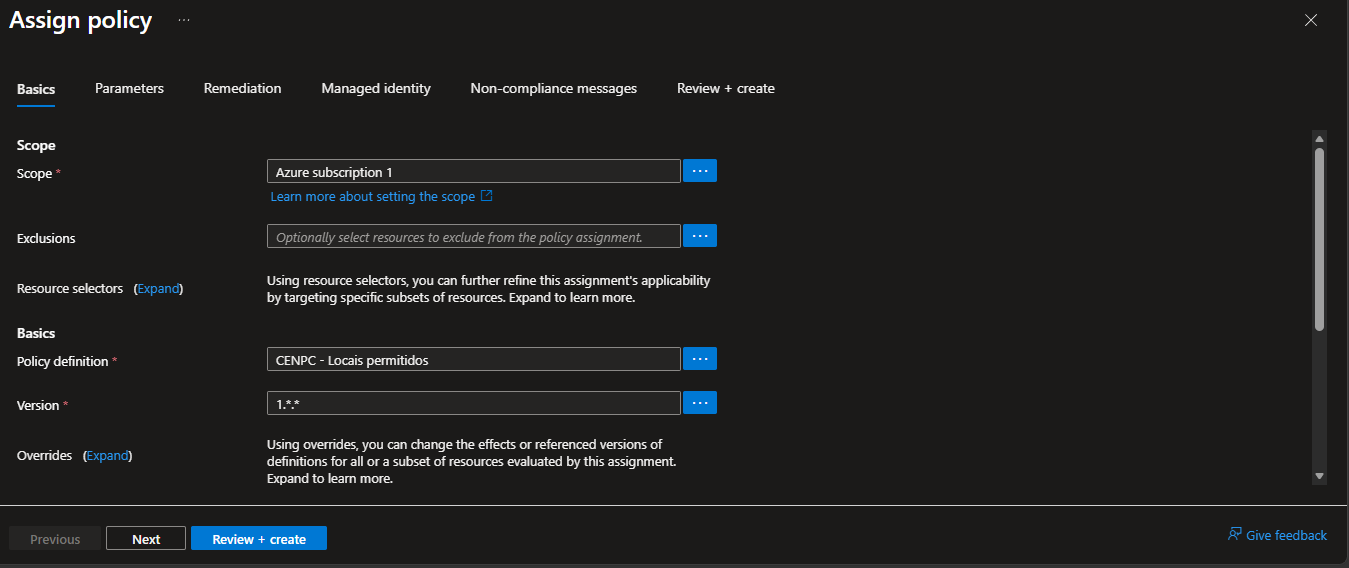 Assign policy ...
Basics Parameters Remediation Managed identity Non-compliance messages Review + create
Scope
Scope * Azure subscription 1 ...
Learn more about setting the scope
Exclusions Optionally select resources to exclude from the policy assignment. ...
Resource selectors (Expand) Using resource selectors, you can further refine this assignment's applicability
by targeting specific subsets of resources. Expand to learn more.
Basics
Policy definition * CENPC - Locais permitidos ...
Version * 1.*.* ...
Overrides (Expand) Using overrides, you can change the effects or referenced versions of
definitions for all or a subset of resources evaluated by this assignment.
Expand to learn more.
Previous Next Review + create Give feedback